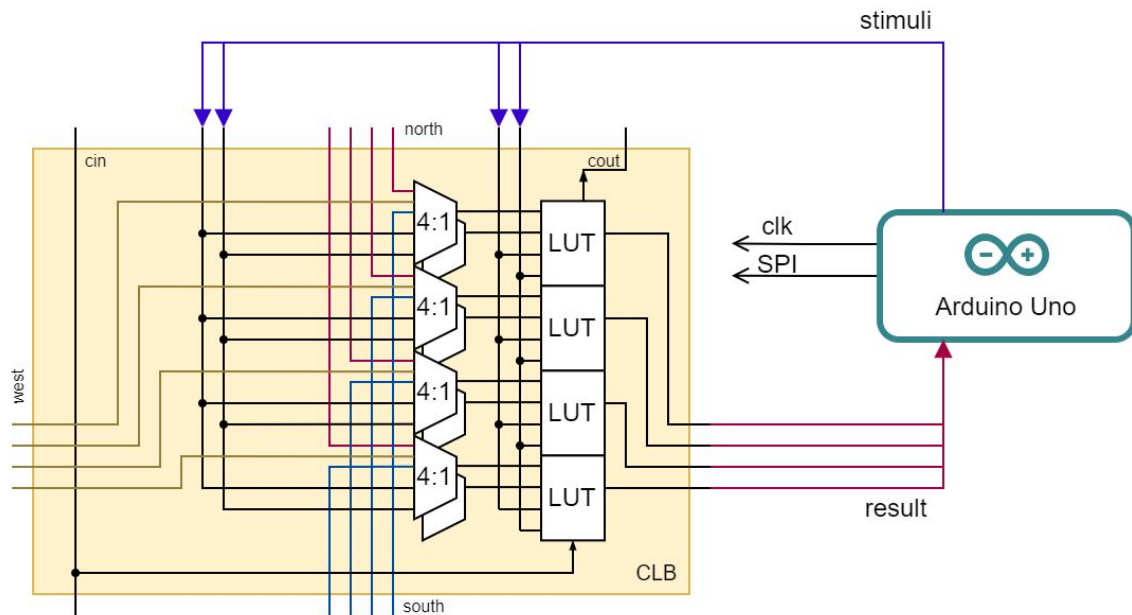 stimuli
north
cin
cout
4:1
LUT
clk
SPI
4:1
LUT
Arduino Uno
west
4:1
LUT
4:1
LUT
result
CLB
south